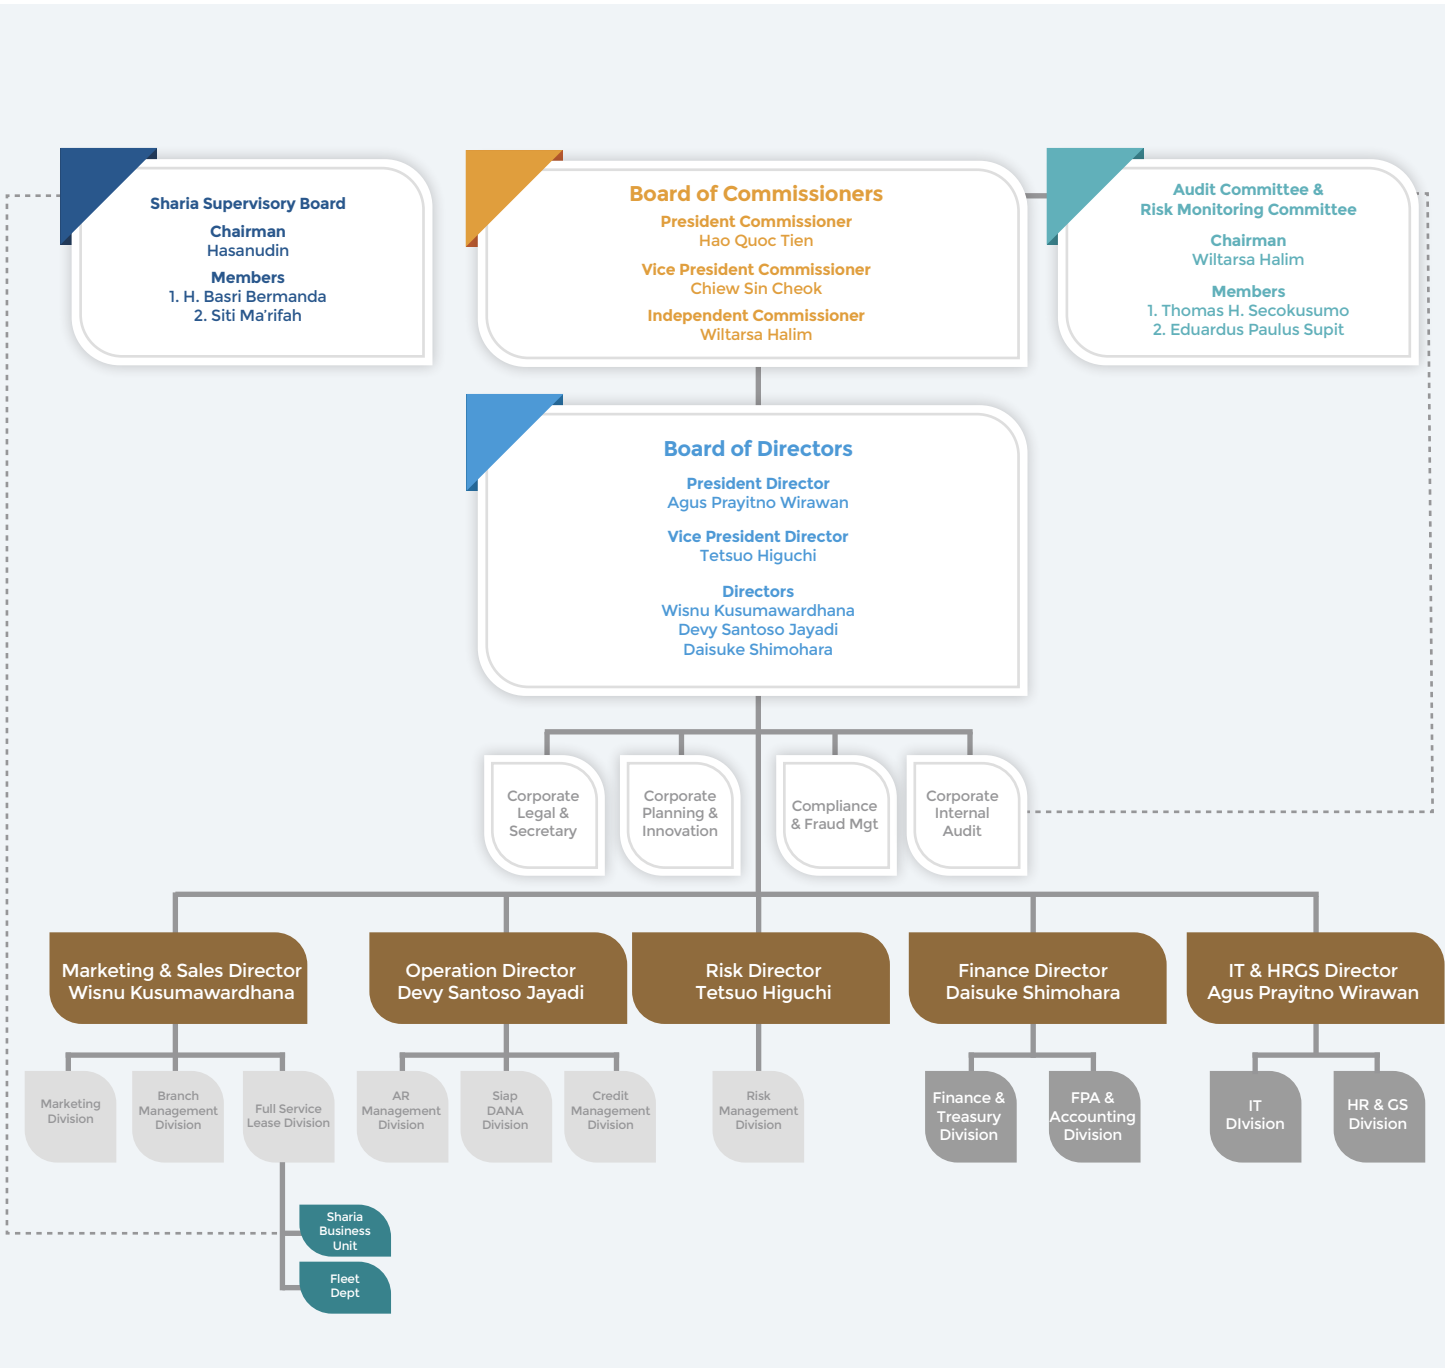 Sharia Supervisory Board
Chairman
Hasanudin
Members
1. H. Basri Bermanda
2. Siti Ma’rifah
Board of Commissioners
President Commissioner
Hao Quoc Tien
Vice President Commissioner
Chiew Sin Cheok
Independent Commissioner
Wiltarsa Halim
Audit Committee &
Risk Monitoring Committee
Chairman
Wiltarsa Halim
Members
1. Thomas H. Secokusumo
2. Eduardus Paulus Supit
Board of Directors
President Director
Agus Prayitno Wirawan
Vice President Director
Tetsuo Higuchi
Directors
Wisnu Kusumawardhana
Devy Santoso Jayadi
Daisuke Shimohara
Corporate
Legal &
Secretary
Corporate
Planning &
Innovation
Compliance
& Fraud Mgt
Corporate
Internal
Audit
Marketing & Sales Director
Wisnu Kusumawardhana
Operation Director
Devy Santoso Jayadi
Risk Director
Tetsuo Higuchi
Finance Director
Daisuke Shimohara
IT & HRGS Director
Agus Prayitno Wirawan
Marketing
Division
Branch
Management
Division
Full Service
Lease Division
AR
Management
Division
Siap
DANA
Division
Credit
Management
Division
Risk
Management
Division
Finance &
Treasury
Division
FPA &
Accounting
Division
IT
DIvision
HR & GS
Division
Sharia
Business
Unit
Fleet
Dept